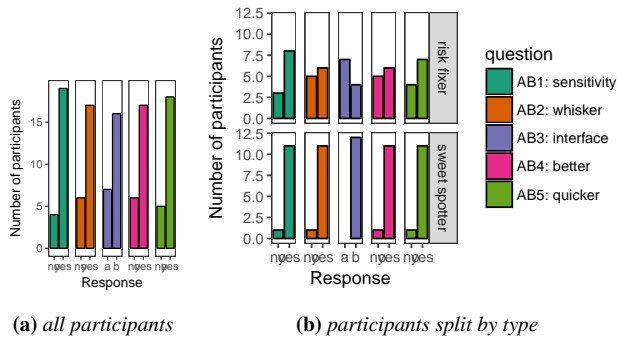 Number of participants
15
10
5
0
no yes
no yes
a b
no yes
no yes
Response
(a) all participants
Number of participants
12.5
10.0
7.5
5.0
2.5
0.0
risk fixer
12.5
10.0
7.5
5.0
2.5
0.0
sweet spotter
no yes
no yes
a b
no yes
no yes
Response
(b) participants split by type
question
AB1: sensitivity
AB2: whisker
AB3: interface
AB4: better
AB5: quicker